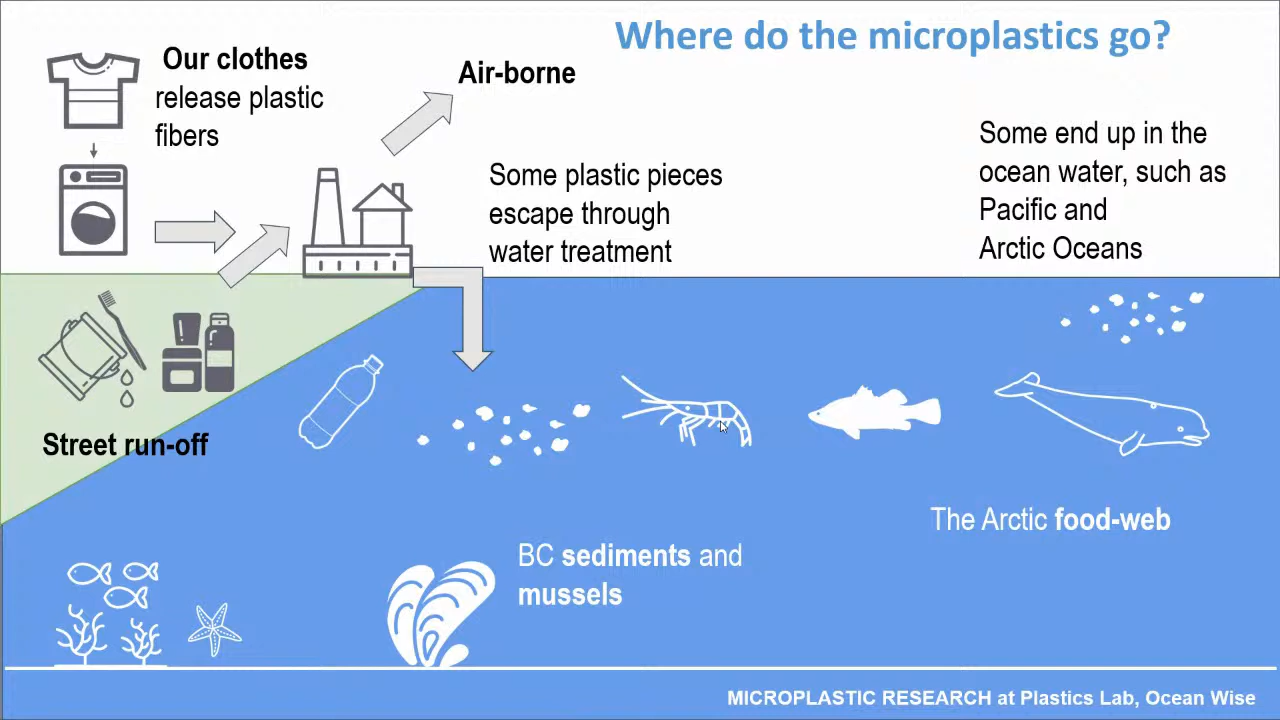 Where do the microplastics go?
Our clothes
release plastic
fibers
Air-borne
Some plastic pieces
escape through
water treatment
Some end up in the
ocean water, such as
Pacific and
Arctic Oceans
Street run-off
The Arctic food-web
BC sediments and
mussels
MICROPLASTIC RESEARCH at Plastics Lab, Ocean Wise